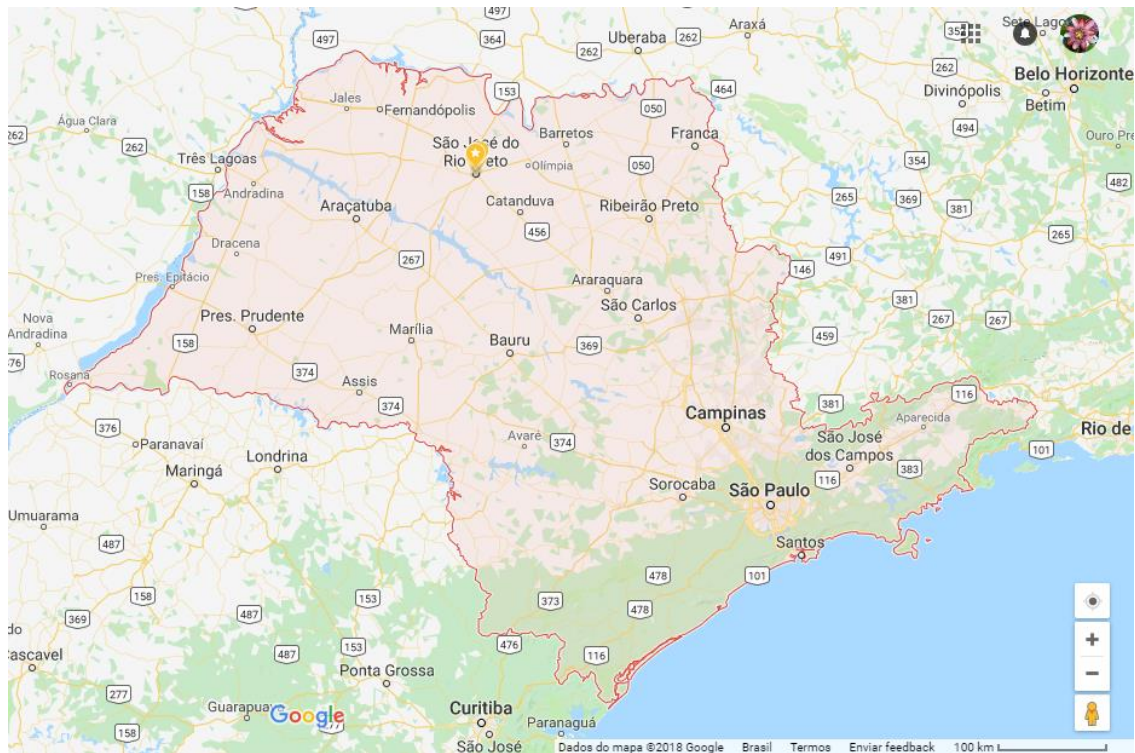 497
Araxá
352
Sete Lagoas
497
364
Uberaba
262
262
153
464
262
Belo Horizonte
Divinópolis
Betim
Jales
Fernandópolis
050
Água Clara
262
262
Barretos
Franca
494
Ouro Pre
São José do
Rio Preto
Três Lagoas
Olímpia
050
354
482
158
Andradina
Araçatuba
Catanduva
Ribeirão Preto
265
369
381
456
265
Dracena
267
491
146
Pres. Epitácio
Araraquara
381
São Carlos
267
267
Nova
Andradina
Pres. Prudente
Marília
Bauru
369
459
158
376
Rosana
374
Assis
374
381
116
376
Campinas
Aparecida
Paranavaí
Avaré
374
São José
dos Campos
Rio de
101
Londrina
Maringá
383
116
Sorocaba
São Paulo
Umuarama
487
Santos
478
101
158
153
373
478
369
487
do
Cascavel
487
153
476
116
Ponta Grossa
277
Guarapuava
Google
Curitiba
158
Paranaguá
São José
Dados do mapa ©2018 Google Brasil Termos Enviar feedback 100 km